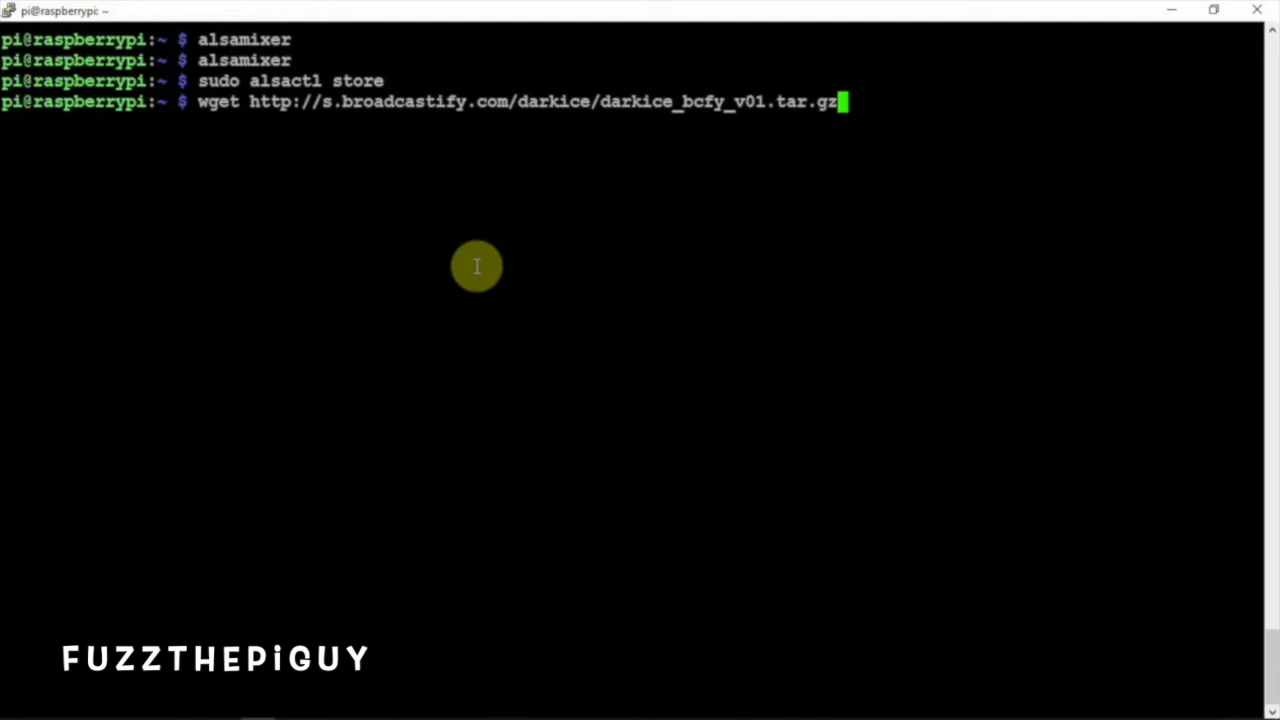 pi@raspberrypi: ~
pi@raspberrypi:~ $ alsamixer
pi@raspberrypi:~ $ alsamixer
pi@raspberrypi:~ $ sudo alsactl store
pi@raspberrypi:~ $ wget http://s.broadcastify.com/darkice/darkice_bcfy_v01.tar.gz
FUZZTHEPiGUY